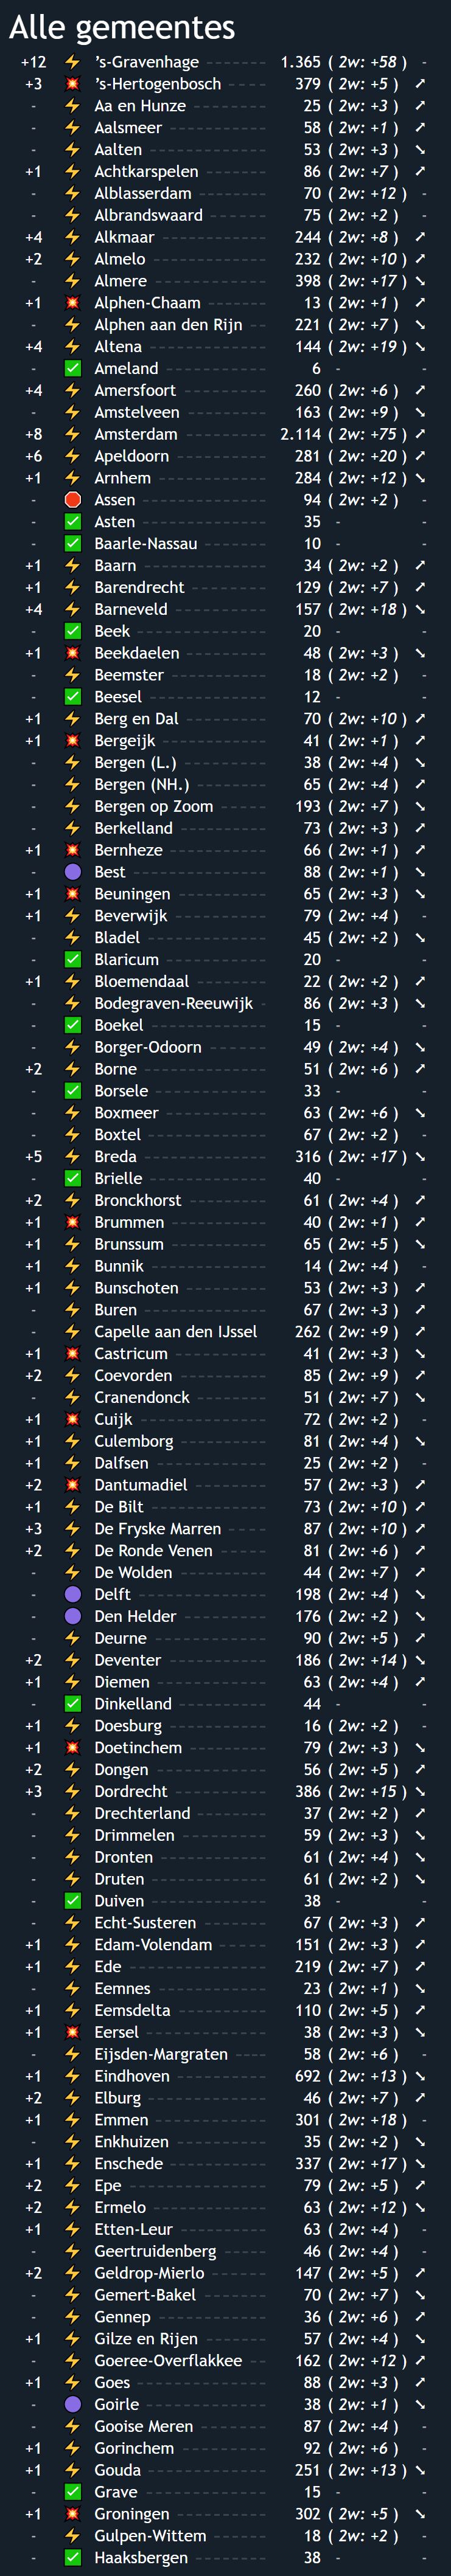 Alle gemeentes
+12 ⚡ ’s-Gravenhage 1.365 ( 2w: +58 ) -
+3 💥 ’s-Hertogenbosch 379 ( 2w: +5 ) ➚
- ⚡ Aa en Hunze 25 ( 2w: +3 ) ➚
- ⚡ Aalsmeer 58 ( 2w: +1 ) ➚
- ⚡ Aalten 53 ( 2w: +3 ) ➘
+1 ⚡ Achtkarspelen 86 ( 2w: +7 ) ➚
- ⚡ Alblasserdam 70 ( 2w: +12 ) -
- ⚡ Albrandswaard 75 ( 2w: +2 ) -
+4 ⚡ Alkmaar 244 ( 2w: +8 ) ➚
+2 ⚡ Almelo 232 ( 2w: +10 ) ➚
- ⚡ Almere 398 ( 2w: +17 ) ➘
+1 💥 Alphen-Chaam 13 ( 2w: +1 ) ➚
- ⚡ Alphen aan den Rijn 221 ( 2w: +7 ) ➘
+4 ⚡ Altena 144 ( 2w: +19 ) ➘
- ✅ Ameland 6 - -
+4 ⚡ Amersfoort 260 ( 2w: +6 ) ➚
- ⚡ Amstelveen 163 ( 2w: +9 ) ➘
+8 ⚡ Amsterdam 2.114 ( 2w: +75 ) ➚
+6 ⚡ Apeldoorn 281 ( 2w: +20 ) ➚
+1 ⚡ Arnhem 284 ( 2w: +12 ) ➘
- 🛑 Assen 94 ( 2w: +2 ) -
- ✅ Asten 35 - -
- ✅ Baarle-Nassau 10 - -
+1 ⚡ Baarn 34 ( 2w: +2 ) ➚
+1 ⚡ Barendrecht 129 ( 2w: +7 ) ➚
+4 ⚡ Barneveld 157 ( 2w: +18 ) ➘
- ✅ Beek 20 - -
+1 💥 Beekdaelen 48 ( 2w: +3 ) ➘
- ⚡ Beemster 18 ( 2w: +2 ) -
- ✅ Beesel 12 - -
+1 ⚡ Berg en Dal 70 ( 2w: +10 ) ➚
+1 💥 Bergeijk 41 ( 2w: +1 ) ➚
- ⚡ Bergen (L.) 38 ( 2w: +4 ) ➘
- ⚡ Bergen (NH.) 65 ( 2w: +4 ) ➚
- ⚡ Bergen op Zoom 193 ( 2w: +7 ) ➘
- ⚡ Berkelland 73 ( 2w: +3 ) ➚
+1 💥 Bernheze 66 ( 2w: +1 ) ➚
- 🟣 Best 88 ( 2w: +1 ) ➘
+1 💥 Beuningen 65 ( 2w: +3 ) ➘
+1 ⚡ Beverwijk 79 ( 2w: +4 ) -
- ⚡ Bladel 45 ( 2w: +2 ) ➘
- ✅ Blaricum 20 - -
+1 ⚡ Bloemendaal 22 ( 2w: +2 ) ➚
- ⚡ Bodegraven-Reeuwijk 86 ( 2w: +3 ) ➘
- ✅ Boekel 15 - -
- ⚡ Borger-Odoorn 49 ( 2w: +4 ) ➘
+2 ⚡ Borne 51 ( 2w: +6 ) ➚
- ✅ Borsele 33 - -
- ⚡ Boxmeer 63 ( 2w: +6 ) ➘
- ⚡ Boxtel 67 ( 2w: +2 ) -
+5 ⚡ Breda 316 ( 2w: +17 ) ➘
- ✅ Brielle 40 - -
+2 ⚡ Bronckhorst 61 ( 2w: +4 ) ➚
+1 💥 Brummen 40 ( 2w: +1 ) ➚
+1 ⚡ Brunssum 65 ( 2w: +5 ) ➘
+1 ⚡ Bunnik 14 ( 2w: +4 ) -
+1 ⚡ Bunschoten 53 ( 2w: +3 ) ➚
- ⚡ Buren 67 ( 2w: +3 ) ➚
- ⚡ Capelle aan den IJssel 262 ( 2w: +9 ) ➚
+1 💥 Castricum 41 ( 2w: +3 ) ➘
+2 ⚡ Coevorden 85 ( 2w: +9 ) ➚
- ⚡ Cranendonck 51 ( 2w: +7 ) ➘
+1 💥 Cuijk 72 ( 2w: +2 ) -
+1 ⚡ Culemborg 81 ( 2w: +4 ) ➘
+1 ⚡ Dalfsen 25 ( 2w: +2 ) -
+2 💥 Dantumadiel 57 ( 2w: +3 ) ➚
+1 ⚡ De Bilt 73 ( 2w: +10 ) ➚
+3 ⚡ De Fryske Marren 87 ( 2w: +10 ) ➚
+2 ⚡ De Ronde Venen 81 ( 2w: +6 ) ➚
- ⚡ De Wolden 44 ( 2w: +7 ) ➚
- 🟣 Delft 198 ( 2w: +4 ) ➘
- 🟣 Den Helder 176 ( 2w: +2 ) ➘
- ⚡ Deurne 90 ( 2w: +5 ) ➚
+2 ⚡ Deventer 186 ( 2w: +14 ) ➘
+1 ⚡ Diemen 63 ( 2w: +4 ) ➚
- ✅ Dinkelland 44 - -
+1 ⚡ Doesburg 16 ( 2w: +2 ) -
+1 💥 Doetinchem 79 ( 2w: +3 ) ➘
+2 ⚡ Dongen 56 ( 2w: +5 ) ➚
+3 ⚡ Dordrecht 386 ( 2w: +15 ) ➘
- ⚡ Drechterland 37 ( 2w: +2 ) ➚
- ⚡ Drimmelen 59 ( 2w: +3 ) ➘
- ⚡ Dronten 61 ( 2w: +4 ) ➘
- ⚡ Druten 61 ( 2w: +2 ) ➘
- ✅ Duiven 38 - -
- ⚡ Echt-Susteren 67 ( 2w: +3 ) ➚
+1 ⚡ Edam-Volendam 151 ( 2w: +3 ) ➚
+1 ⚡ Ede 219 ( 2w: +7 ) ➚
- ⚡ Eemnes 23 ( 2w: +1 ) ➘
+1 ⚡ Eemsdelta 110 ( 2w: +5 ) ➚
+1 💥 Eersel 38 ( 2w: +3 ) ➘
- ⚡ Eijsden-Margraten 58 ( 2w: +6 ) -
+1 ⚡ Eindhoven 692 ( 2w: +13 ) ➘
+2 ⚡ Elburg 46 ( 2w: +7 ) ➚
+1 ⚡ Emmen 301 ( 2w: +18 ) -
- ⚡ Enkhuizen 35 ( 2w: +2 ) ➘
+1 ⚡ Enschede 337 ( 2w: +17 ) ➘
+2 ⚡ Epe 79 ( 2w: +5 ) ➚
+2 ⚡ Ermelo 63 ( 2w: +12 ) ➘
+1 ⚡ Etten-Leur 63 ( 2w: +4 ) -
- ⚡ Geertruidenberg 46 ( 2w: +4 ) -
+2 ⚡ Geldrop-Mierlo 147 ( 2w: +5 ) ➚
- ⚡ Gemert-Bakel 70 ( 2w: +7 ) ➘
- ⚡ Gennep 36 ( 2w: +6 ) ➚
+1 ⚡ Gilze en Rijen 57 ( 2w: +4 ) ➘
- ⚡ Goeree-Overflakkee 162 ( 2w: +12 ) ➚
+1 ⚡ Goes 88 ( 2w: +3 ) ➚
- 🟣 Goirle 38 ( 2w: +1 ) ➘
- ⚡ Gooise Meren 87 ( 2w: +4 ) -
+1 ⚡ Gorinchem 92 ( 2w: +6 ) -
+1 ⚡ Gouda 251 ( 2w: +13 ) ➘
- ✅ Grave 15 - -
+1 💥 Groningen 302 ( 2w: +5 ) ➘
- ⚡ Gulpen-Wittem 18 ( 2w: +2 ) -
- ✅ Haaksbergen 38 - -